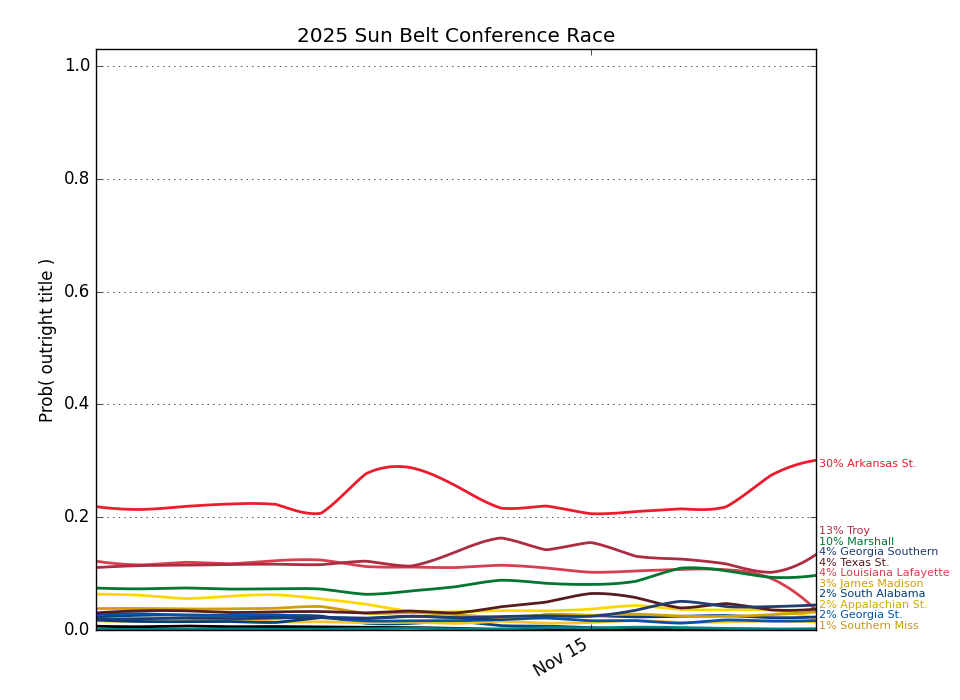 2025 Sun Belt Conference Race
1.0
0.8
0.6
0.4
0.2
0.0
Prob( outright title )
Nov 15
30% Arkansas St.
13% Troy
10% Marshall
4% Georgia Southern
4% Texas St.
4% Louisiana Lafayette
3% James Madison
2% South Alabama
2% Appalachian St.
2% Georgia St.
1% Southern Miss